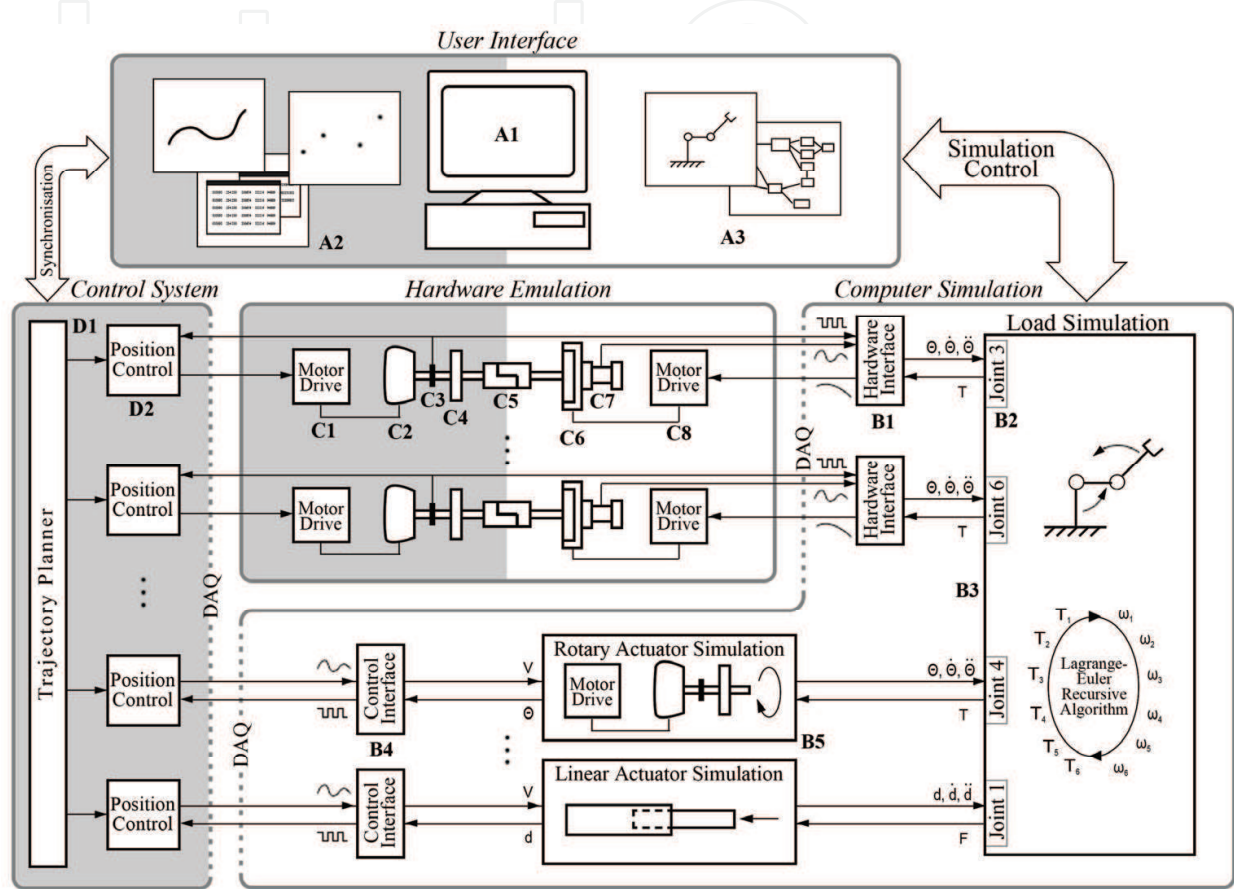 User Interface
A1
A2
A3
Synchronisation
Simulation
Control
Control System
Hardware Emulation
Computer Simulation
D1
Trajectory Planner
Position
Control
D2
Motor
Drive
C1
C2
C3
C4
C5
C6
C7
Motor
Drive
C8
DAQ
Hardware
Interface
B1
Θ, Θ̇, Θ̈
T
Load Simulation
Joint 3
B2
Position
Control
Motor
Drive
Motor
Drive
Hardware
Interface
Θ, Θ̇, Θ̈
T
Joint 6
B3
DAQ
DAQ
Position
Control
Control
Interface
B4
V
Θ
Rotary Actuator Simulation
Motor
Drive
B5
Θ, Θ̇, Θ̈
T
Joint 4
T₁
T₂
T₃
T₄
T₅
T₆
Lagrange-
Euler
Recursive
Algorithm
ω₁
ω₂
ω₃
ω₄
ω₅
ω₆
Position
Control
Control
Interface
V
d
Linear Actuator Simulation
d, ḋ, d̈
F
Joint 1